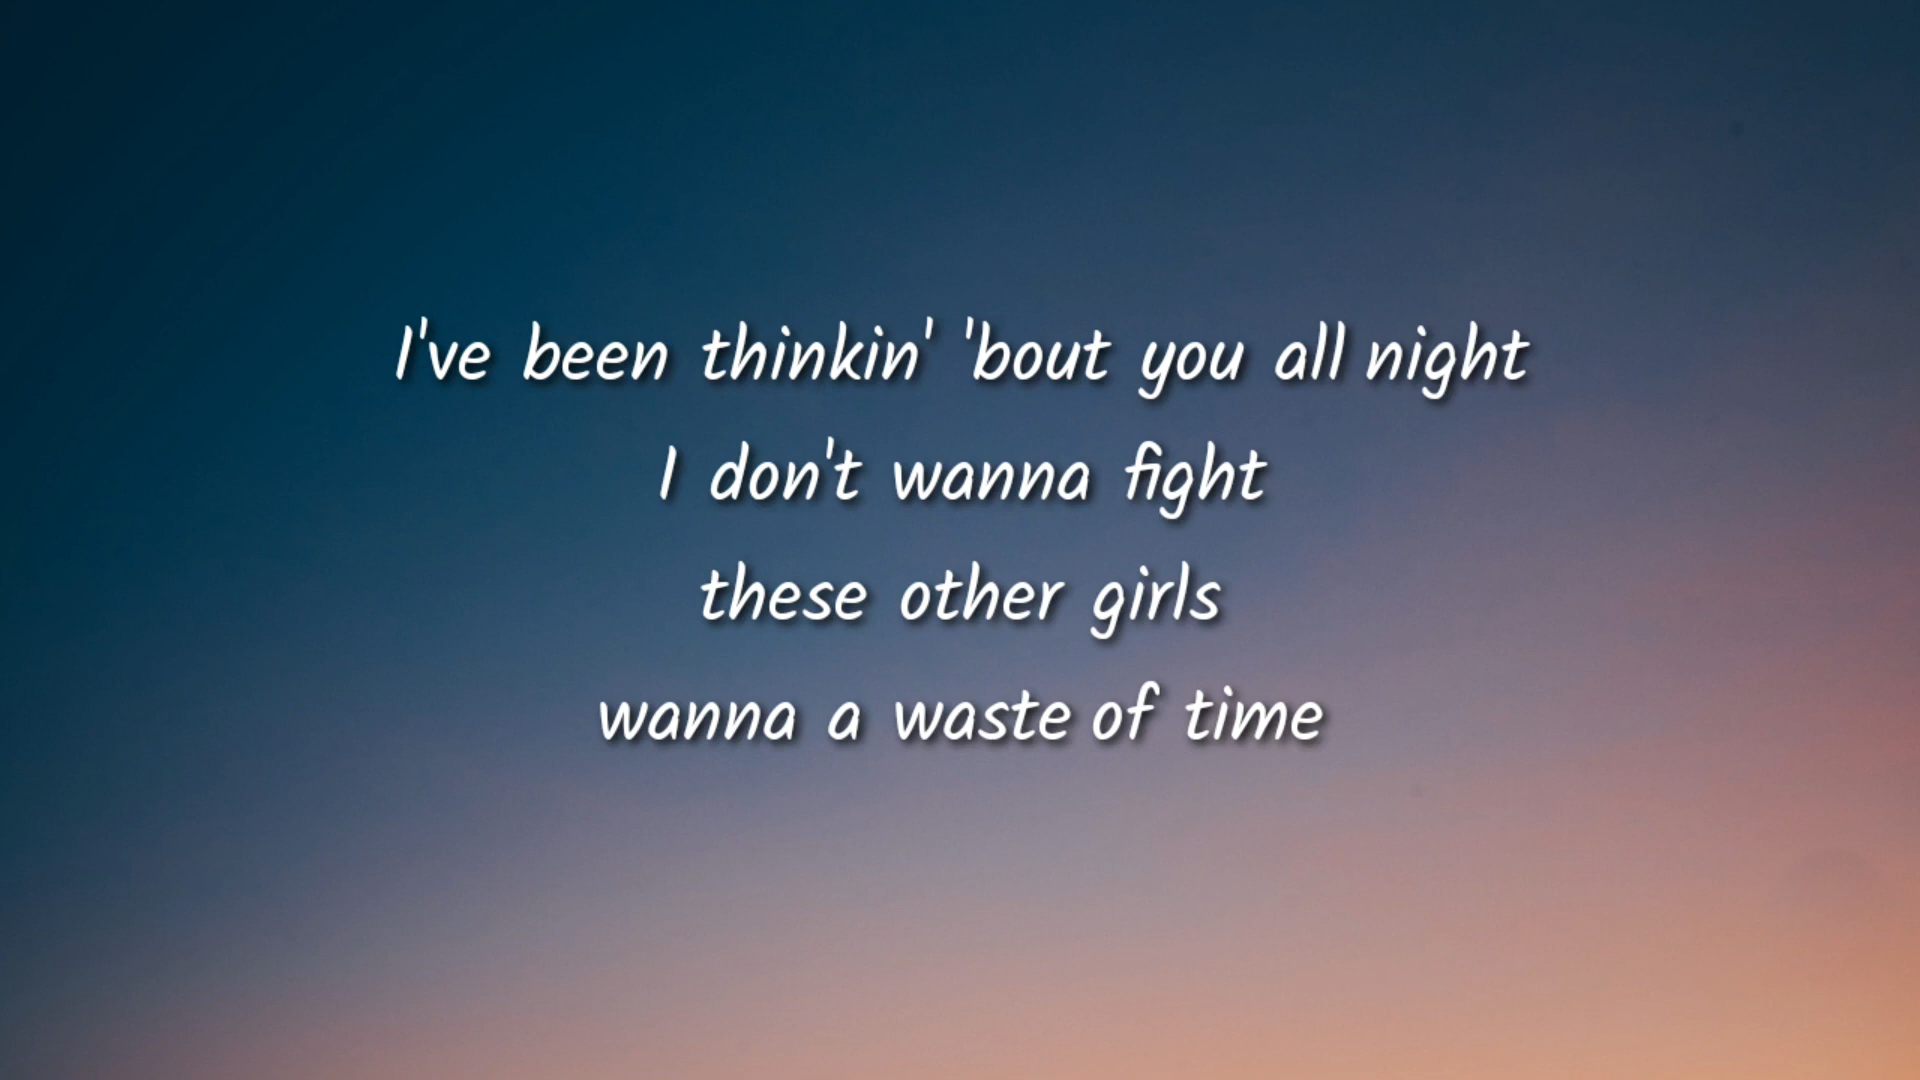 I've been thinkin' 'bout you all night
I don't wanna fight
these other girls
wanna a waste of time